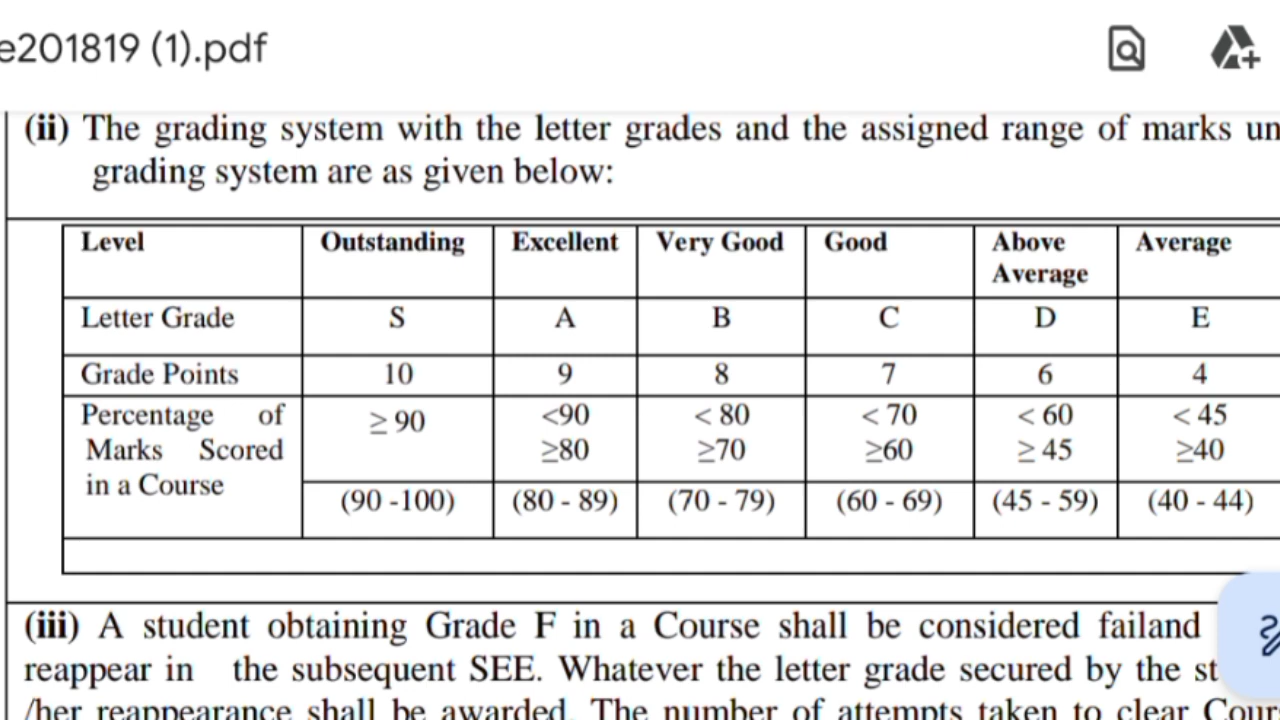 e201819 (1).pdf
(ii) The grading system with the letter grades and the assigned range of marks
grading system are as given below:
Level Outstanding Excellent Very Good Good Above Average Average
Letter Grade S A B C D E
Grade Points 10 9 8 7 6 4
Percentage of Marks Scored in a Course ≥ 90 <90 ≥80 < 80 ≥70 < 70 ≥60 < 60 ≥ 45 < 45 ≥40
(90 -100) (80 - 89) (70 - 79) (60 - 69) (45 - 59) (40 - 44)
(iii) A student obtaining Grade F in a Course shall be considered failand
reappear in the subsequent SEE. Whatever the letter grade secured by the
/her reappearance shall be awarded. The number of attempts taken to clear